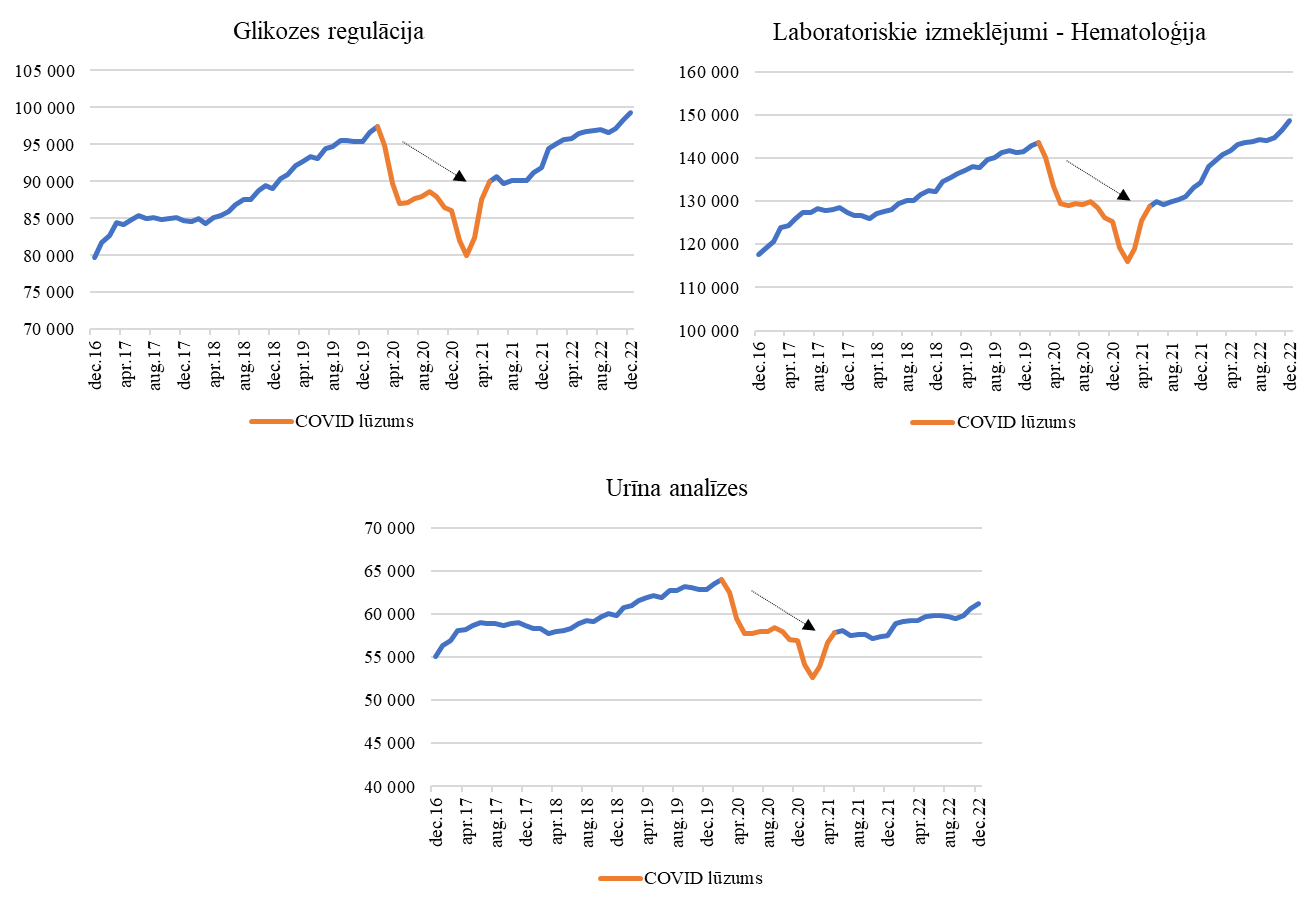 Glikozes regulācija
105 000
100 000
95 000
90 000
85 000
80 000
75 000
70 000
dec.16 apr.17 aug.17 dec.17 apr.18 aug.18 dec.18 apr.19 aug.19 dec.19 apr.20 aug.20 dec.20 apr.21 aug.21 dec.21 apr.22 aug.22 dec.22
COVID lūzums
Laboratoriskie izmeklējumi - Hematoloģija
160 000
150 000
140 000
130 000
120 000
110 000
100 000
dec.16 apr.17 aug.17 dec.17 apr.18 aug.18 dec.18 apr.19 aug.19 dec.19 apr.20 aug.20 dec.20 apr.21 aug.21 dec.21 apr.22 aug.22 dec.22
COVID lūzums
Urīna analīzes
70 000
65 000
60 000
55 000
50 000
45 000
40 000
dec.16 apr.17 aug.17 dec.17 apr.18 aug.18 dec.18 apr.19 aug.19 dec.19 apr.20 aug.20 dec.20 apr.21 aug.21 dec.21 apr.22 aug.22 dec.22
COVID lūzums